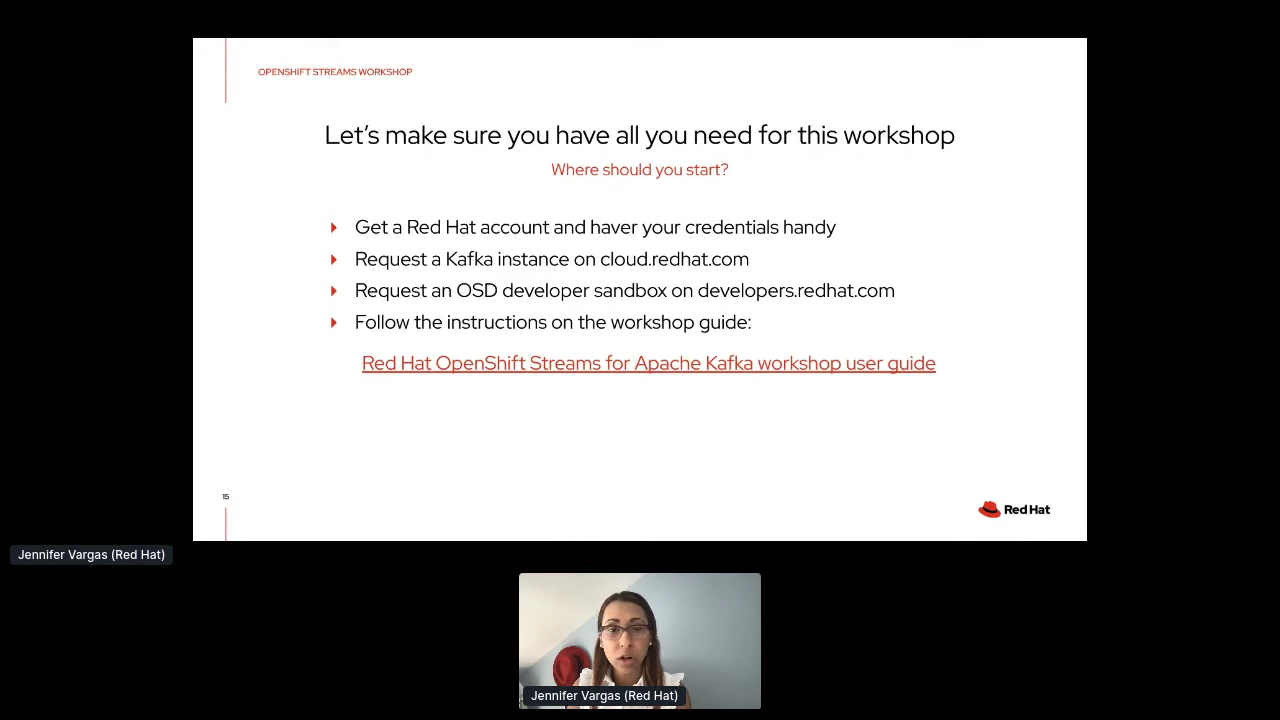 OPENSHIFT STREAMS WORKSHOP
Let's make sure you have all you need for this workshop
Where should you start?
Get a Red Hat account and haver your credentials handy
Request a Kafka instance on cloud.redhat.com
Request an OSD developer sandbox on developers.redhat.com
Follow the instructions on the workshop guide:
Red Hat OpenShift Streams for Apache Kafka workshop user guide
15
Red Hat
Jennifer Vargas (Red Hat)
Jennifer Vargas (Red Hat)